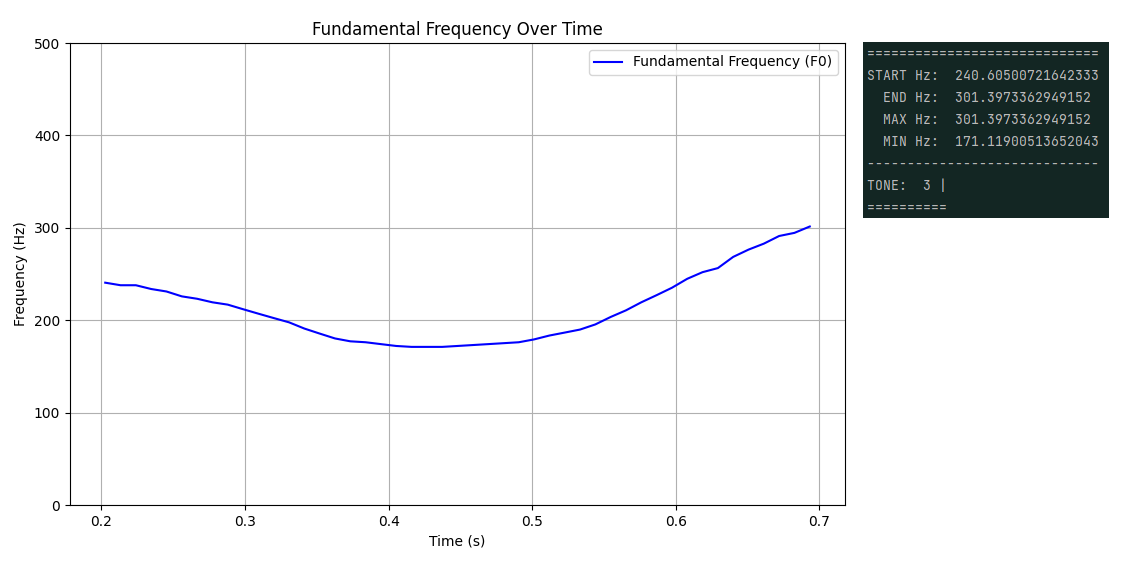 Fundamental Frequency Over Time
Fundamental Frequency (F0)
Frequency (Hz)
500
400
300
200
100
0
0.2 0.3 0.4 0.5 0.6 0.7
Time (s)
=============================
START Hz:  240.60500721642333
  END Hz:  301.3973362949152
  MAX Hz:  301.3973362949152
  MIN Hz:  171.11900513652043
-----------------------------
TONE:  3 |
==========